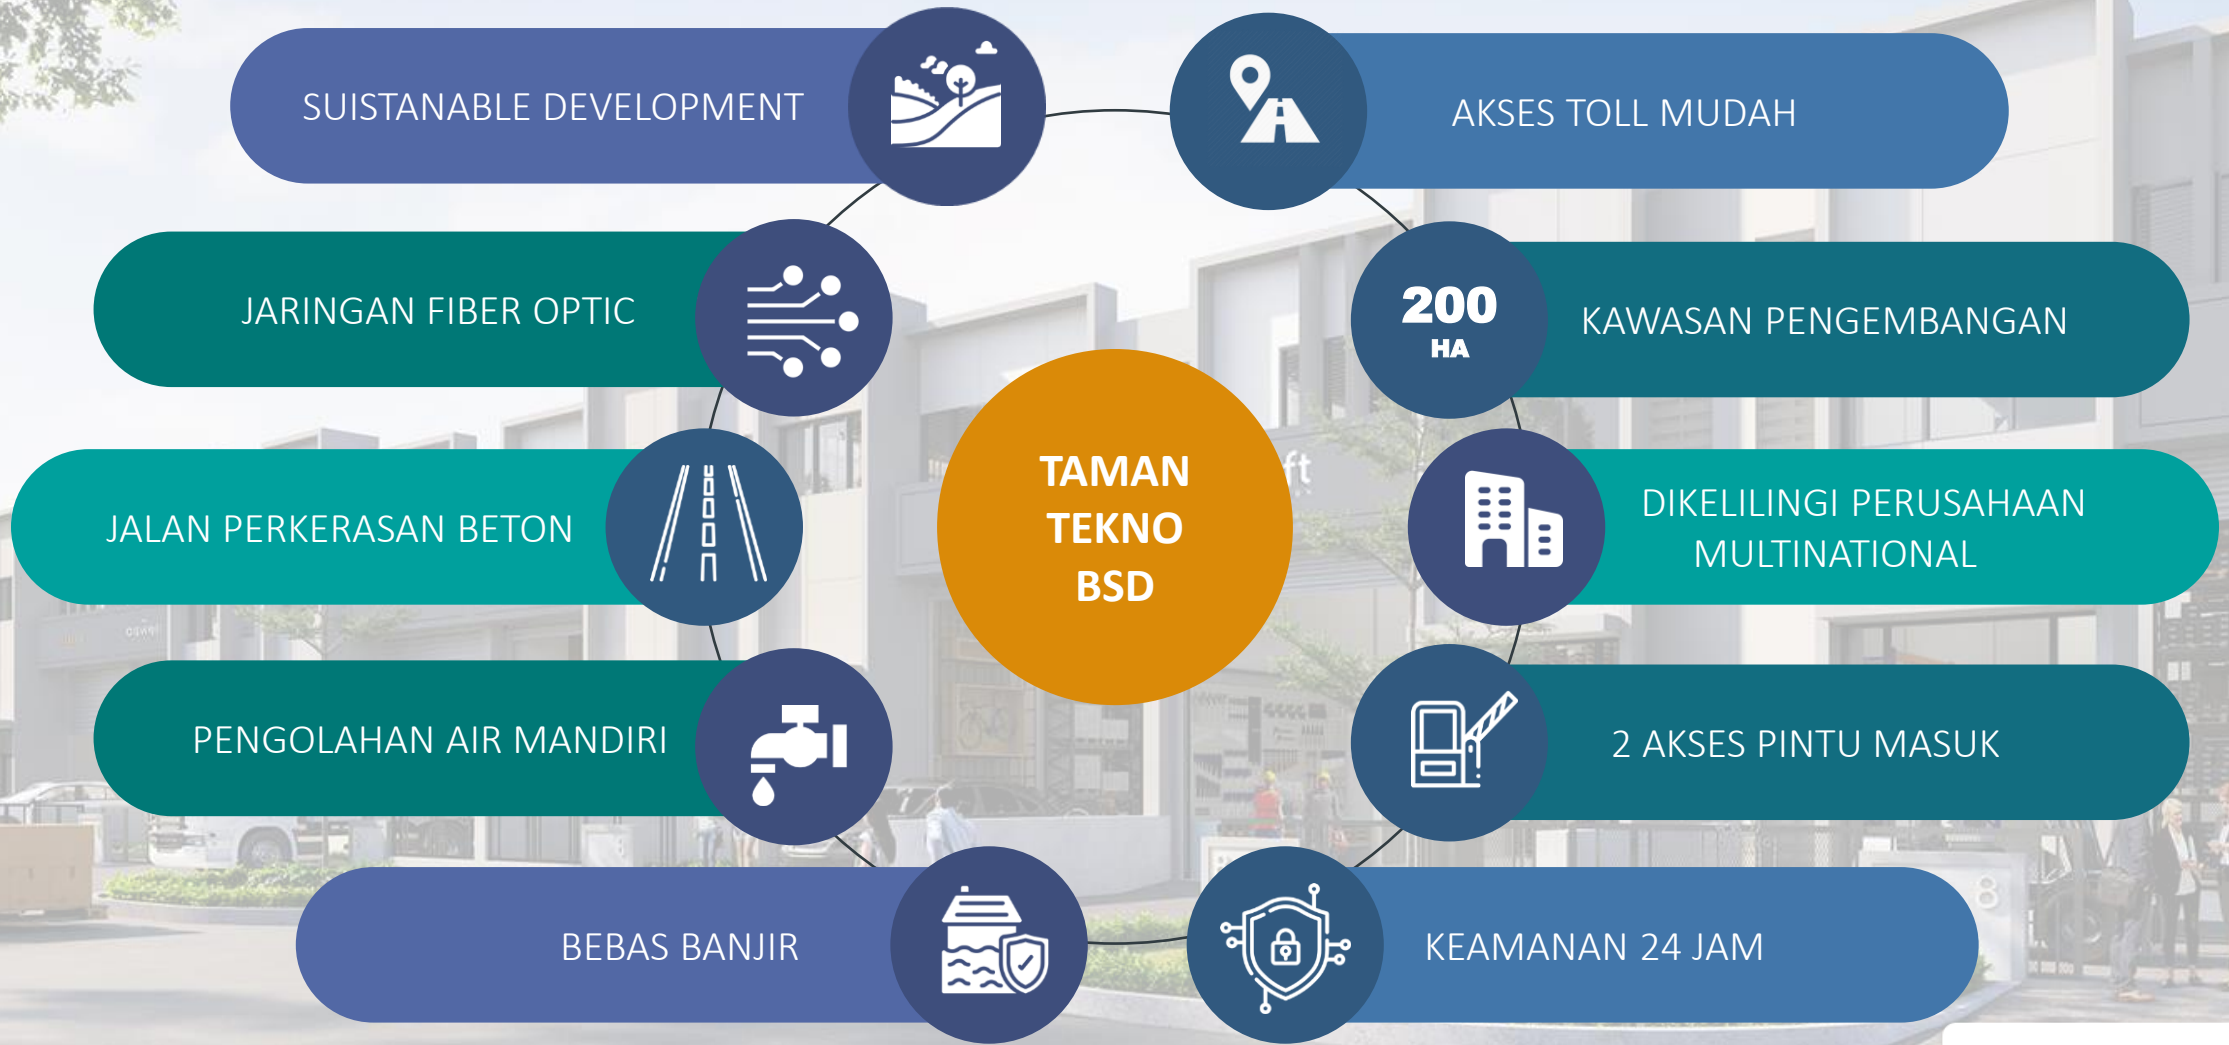 SUISTANABLE DEVELOPMENT
AKSES TOLL MUDAH
JARINGAN FIBER OPTIC
200
HA
KAWASAN PENGEMBANGAN
JALAN PERKERASAN BETON
TAMAN
TEKNO
BSD
DIKELILINGI PERUSAHAAN
MULTINATIONAL
PENGOLAHAN AIR MANDIRI
2 AKSES PINTU MASUK
BEBAS BANJIR
KEAMANAN 24 JAM
8